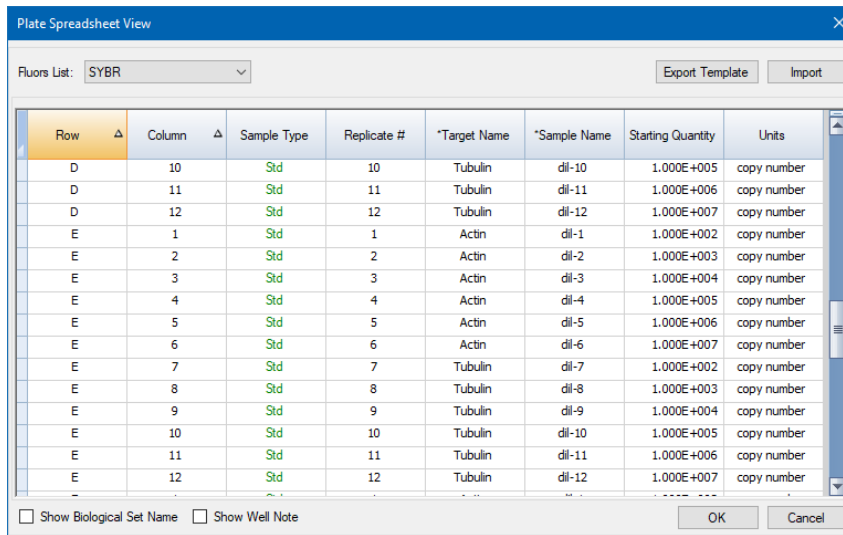 Plate Spreadsheet View
Fluors List: SYBR Export Template Import
Row Column Sample Type Replicate # *Target Name *Sample Name Starting Quantity Units
D 10 Std 10 Tubulin dil-10 1.000E+005 copy number
D 11 Std 11 Tubulin dil-11 1.000E+006 copy number
D 12 Std 12 Tubulin dil-12 1.000E+007 copy number
E 1 Std 1 Actin dil-1 1.000E+002 copy number
E 2 Std 2 Actin dil-2 1.000E+003 copy number
E 3 Std 3 Actin dil-3 1.000E+004 copy number
E 4 Std 4 Actin dil-4 1.000E+005 copy number
E 5 Std 5 Actin dil-5 1.000E+006 copy number
E 6 Std 6 Actin dil-6 1.000E+007 copy number
E 7 Std 7 Tubulin dil-7 1.000E+002 copy number
E 8 Std 8 Tubulin dil-8 1.000E+003 copy number
E 9 Std 9 Tubulin dil-9 1.000E+004 copy number
E 10 Std 10 Tubulin dil-10 1.000E+005 copy number
E 11 Std 11 Tubulin dil-11 1.000E+006 copy number
E 12 Std 12 Tubulin dil-12 1.000E+007 copy number
Show Biological Set Name Show Well Note OK Cancel